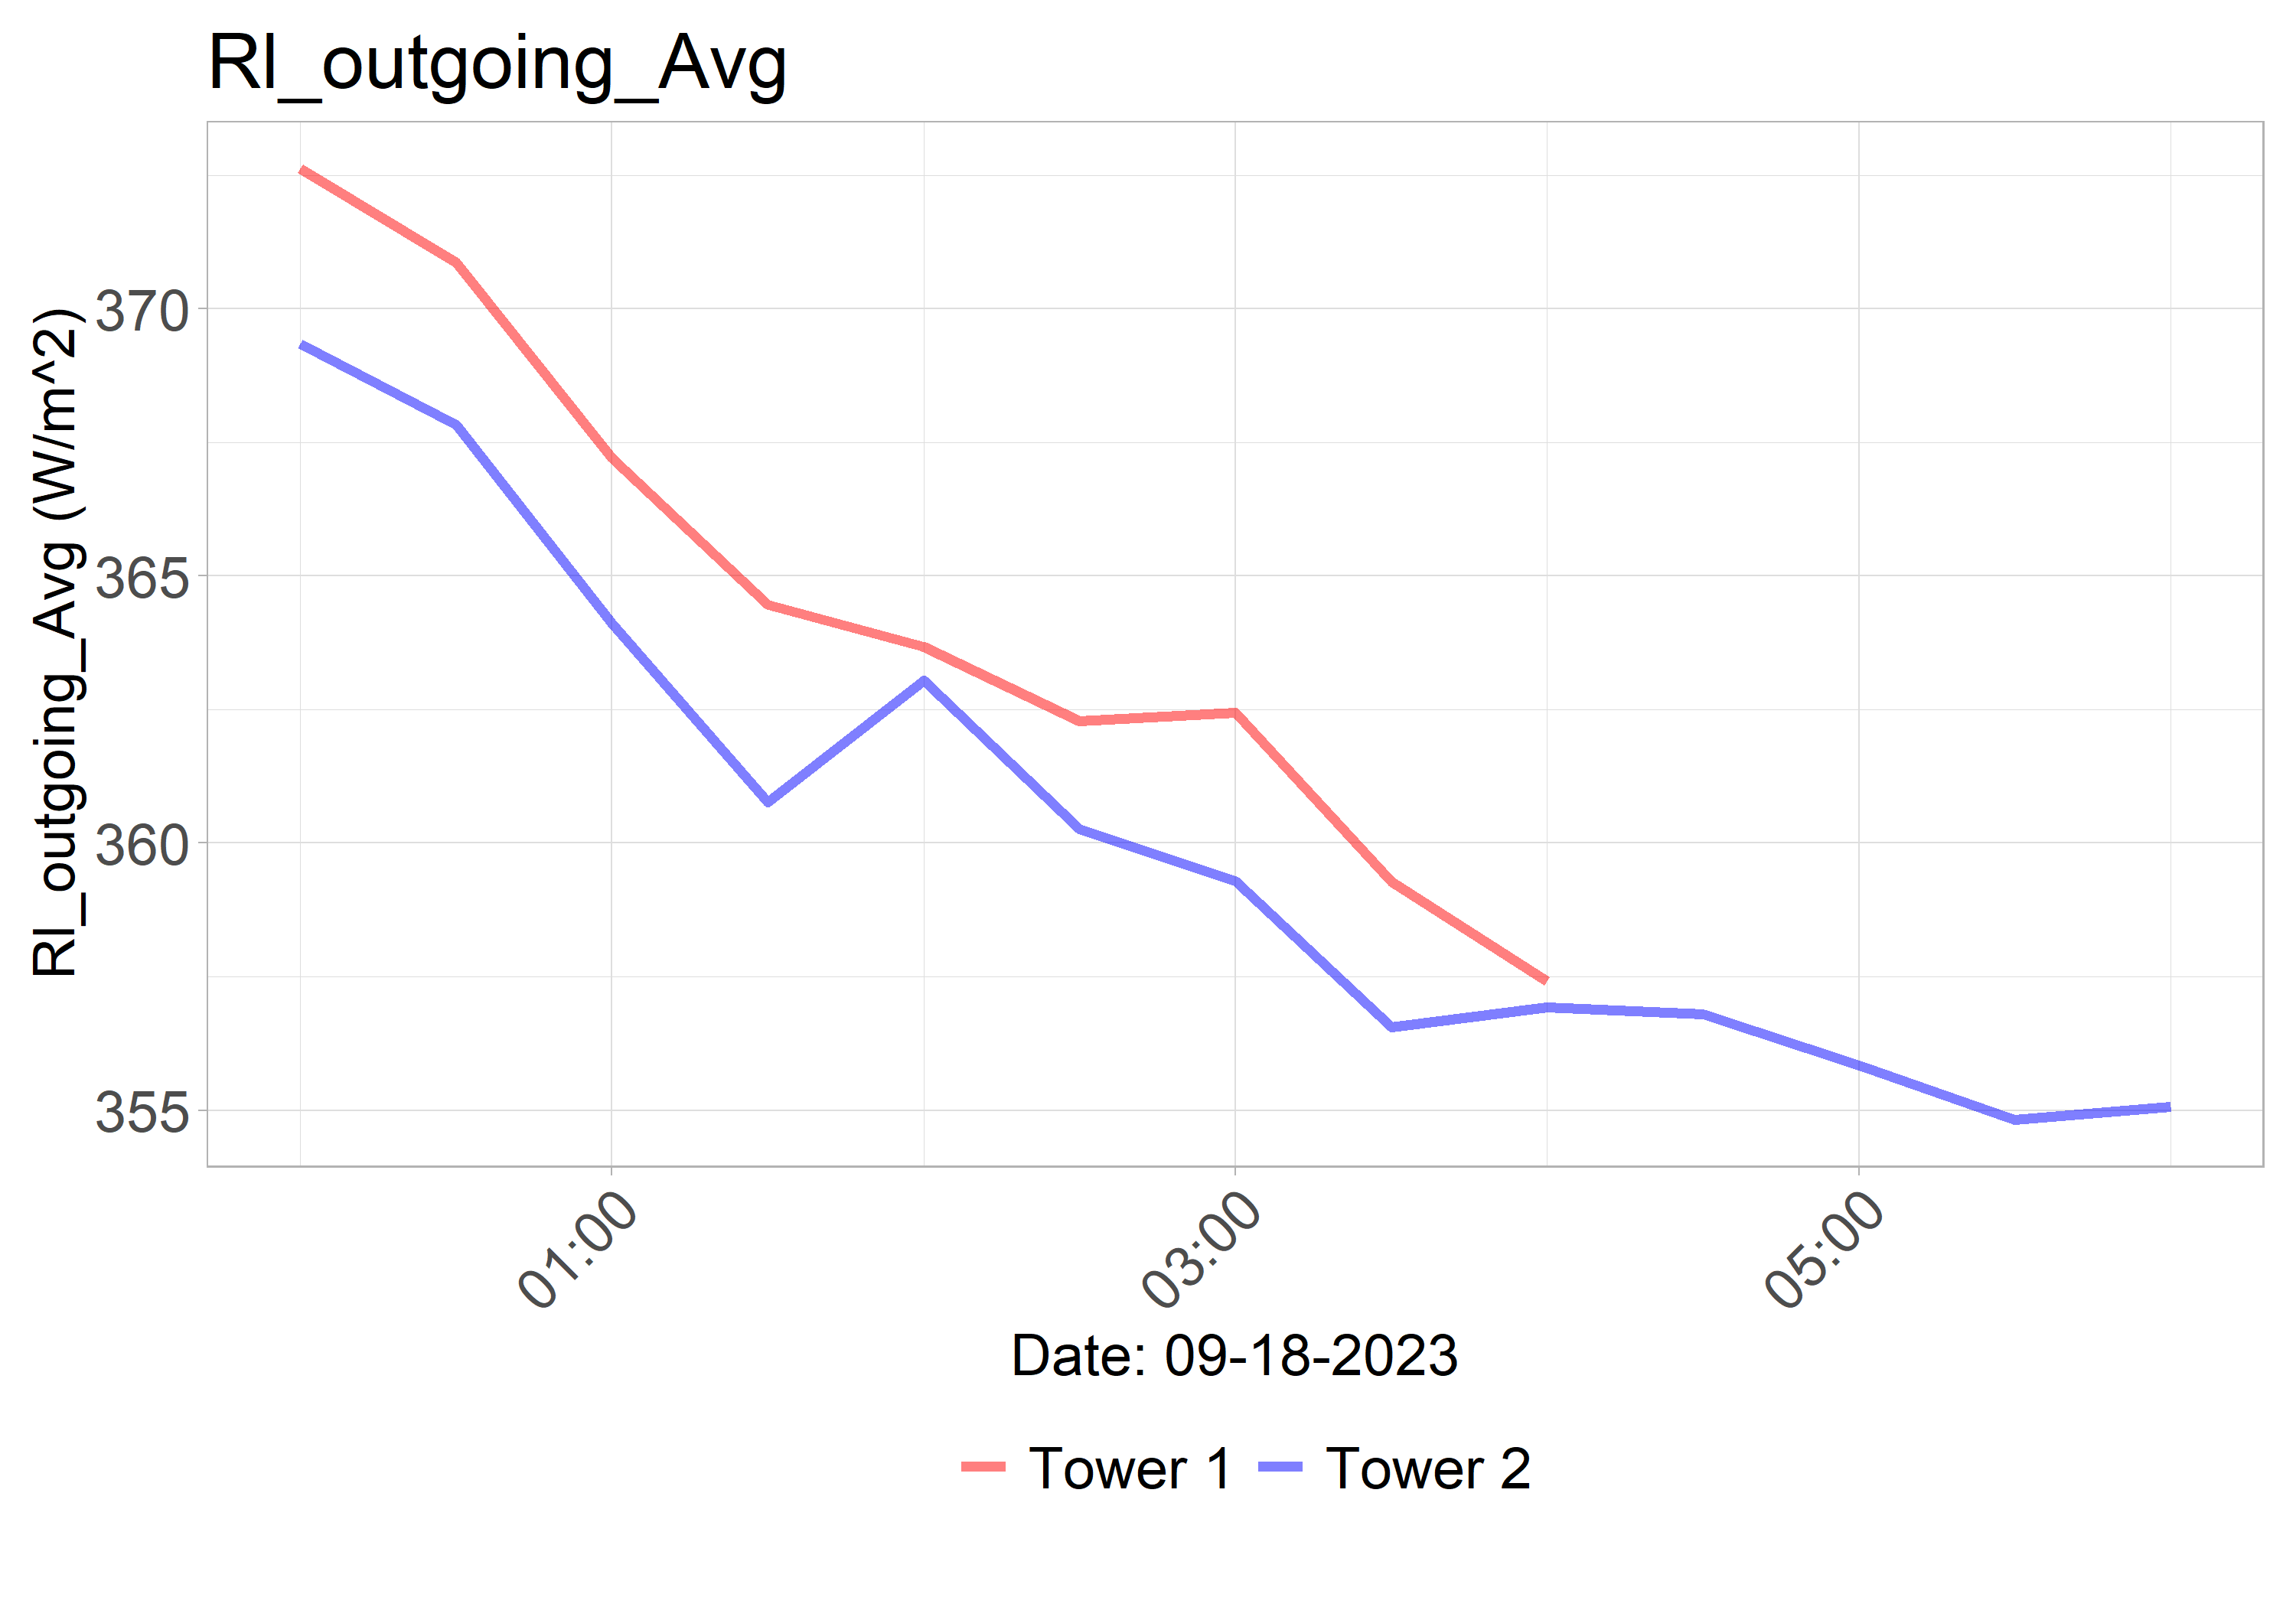 Rl_outgoing_Avg
Rl_outgoing_Avg (W/m^2)
370
365
360
355
01:00
03:00
05:00
Date: 09-18-2023
Tower 1
Tower 2